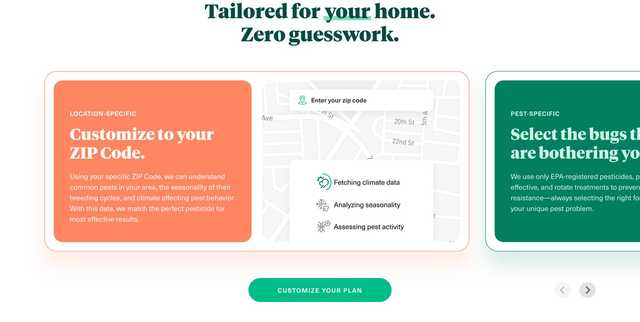 Tailored for your home.
Zero guesswork.
LOCATION-SPECIFIC
Customize to your
ZIP Code.
Using your specific ZIP Code, we can understand
common pests in your area, the seasonality of their
breeding cycles, and climate affecting pest behavior.
With this data, we match the perfect pesticide for
most effective results.
Enter your zip code
Ave
20th St
22nd St
5th A
Fetching climate data
Analyzing seasonality
Assessing pest activity
PEST-SPECIFIC
Select the bugs th
are bothering yo
We use only EPA-registered pesticides, p
effective, and rotate treatments to preven
resistance—always selecting the right fo
your unique pest problem.
CUSTOMIZE YOUR PLAN